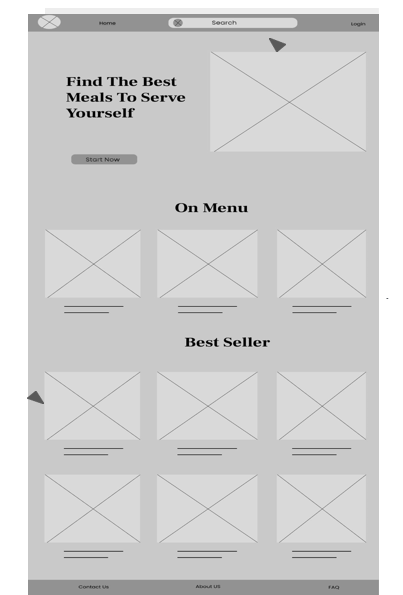 Home
Search
Login
Find The Best
Meals To Serve
Yourself
Start Now
On Menu
Best Seller
Contact Us
About US
FAQ